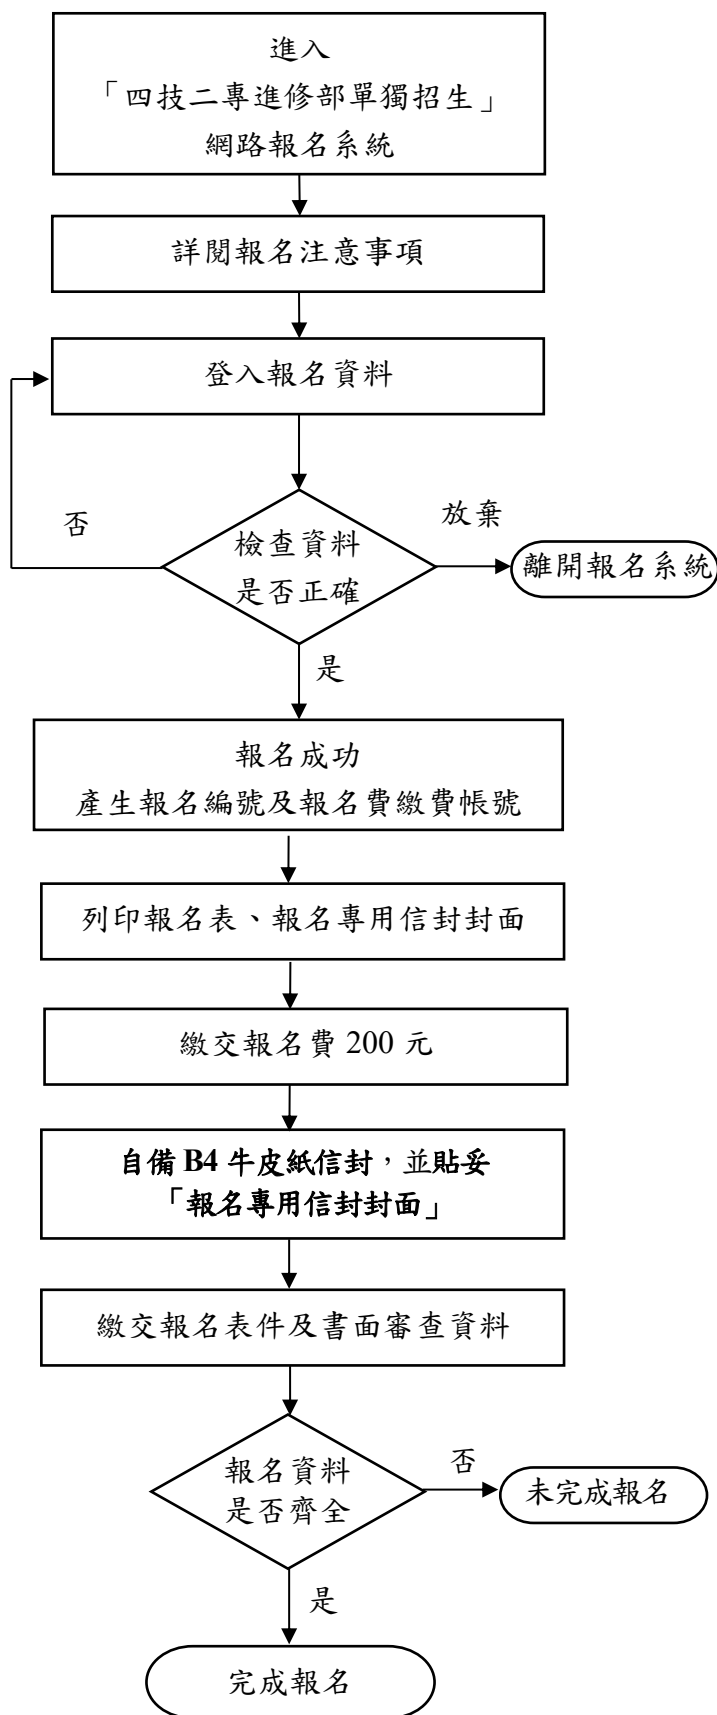 進入
「四技二專進修部單獨招生」
網路報名系統
詳閱報名注意事項
登入報名資料
否
檢查資料
是否正確
放棄
離開報名系統
是
報名成功
產生報名編號及報名費繳費帳號
列印報名表、報名專用信封封面
繳交報名費 200 元
自備 B4 牛皮紙信封，並貼妥
「報名專用信封封面」
繳交報名表件及書面審查資料
報名資料
是否齊全
否
未完成報名
是
完成報名